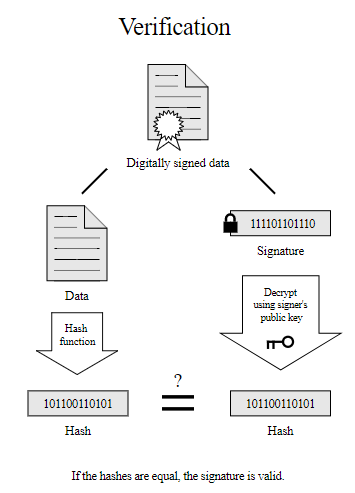 Verification
Digitally signed data
111101101110
Signature
Data
Decrypt
using signer's
public key
Hash
function
?
101100110101
101100110101
Hash
Hash
If the hashes are equal, the signature is valid.